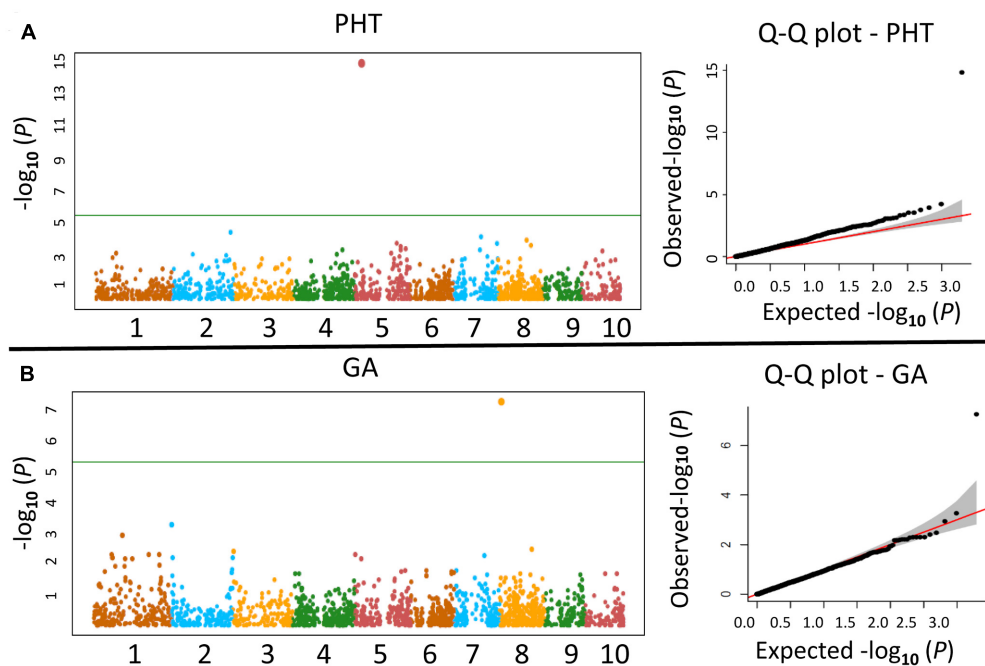 A
PHT
-log10 (P)
15
13
11
9
7
5
3
1
1 2 3 4 5 6 7 8 9 10
Q-Q plot - PHT
Observed-log10 (P)
15
10
5
0
0.0 0.5 1.0 1.5 2.0 2.5 3.0
Expected -log10 (P)
B
GA
-log10 (P)
7
6
5
4
3
2
1
1 2 3 4 5 6 7 8 9 10
Q-Q plot - GA
Observed-log10 (P)
6
4
2
0
0.0 0.5 1.0 1.5 2.0 2.5 3.0
Expected -log10 (P)